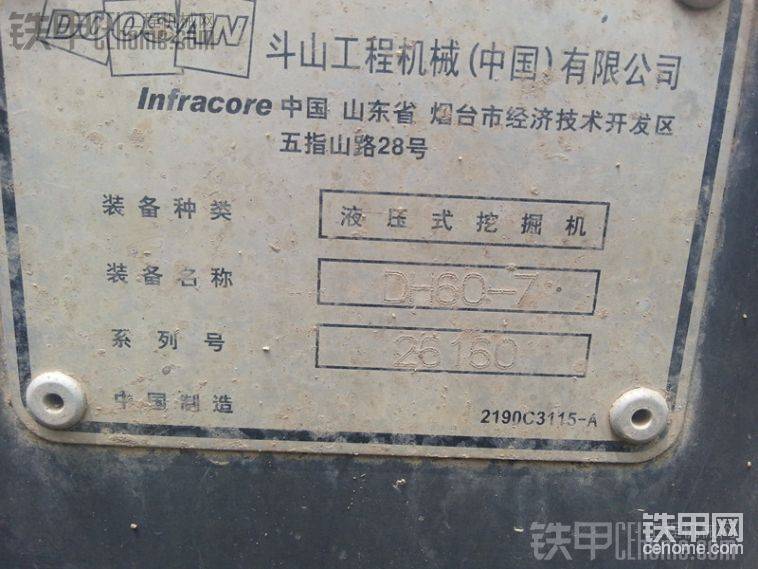 DOOSAN
斗山工程机械(中国)有限公司
Infracore 中国 山东省 烟台市经济技术开发区
五指山路28号
装备种类 液压式挖掘机
装备名称 DH60-7
系列号 26160
中国制造 2190C3115-A
铁甲网
cehome.com